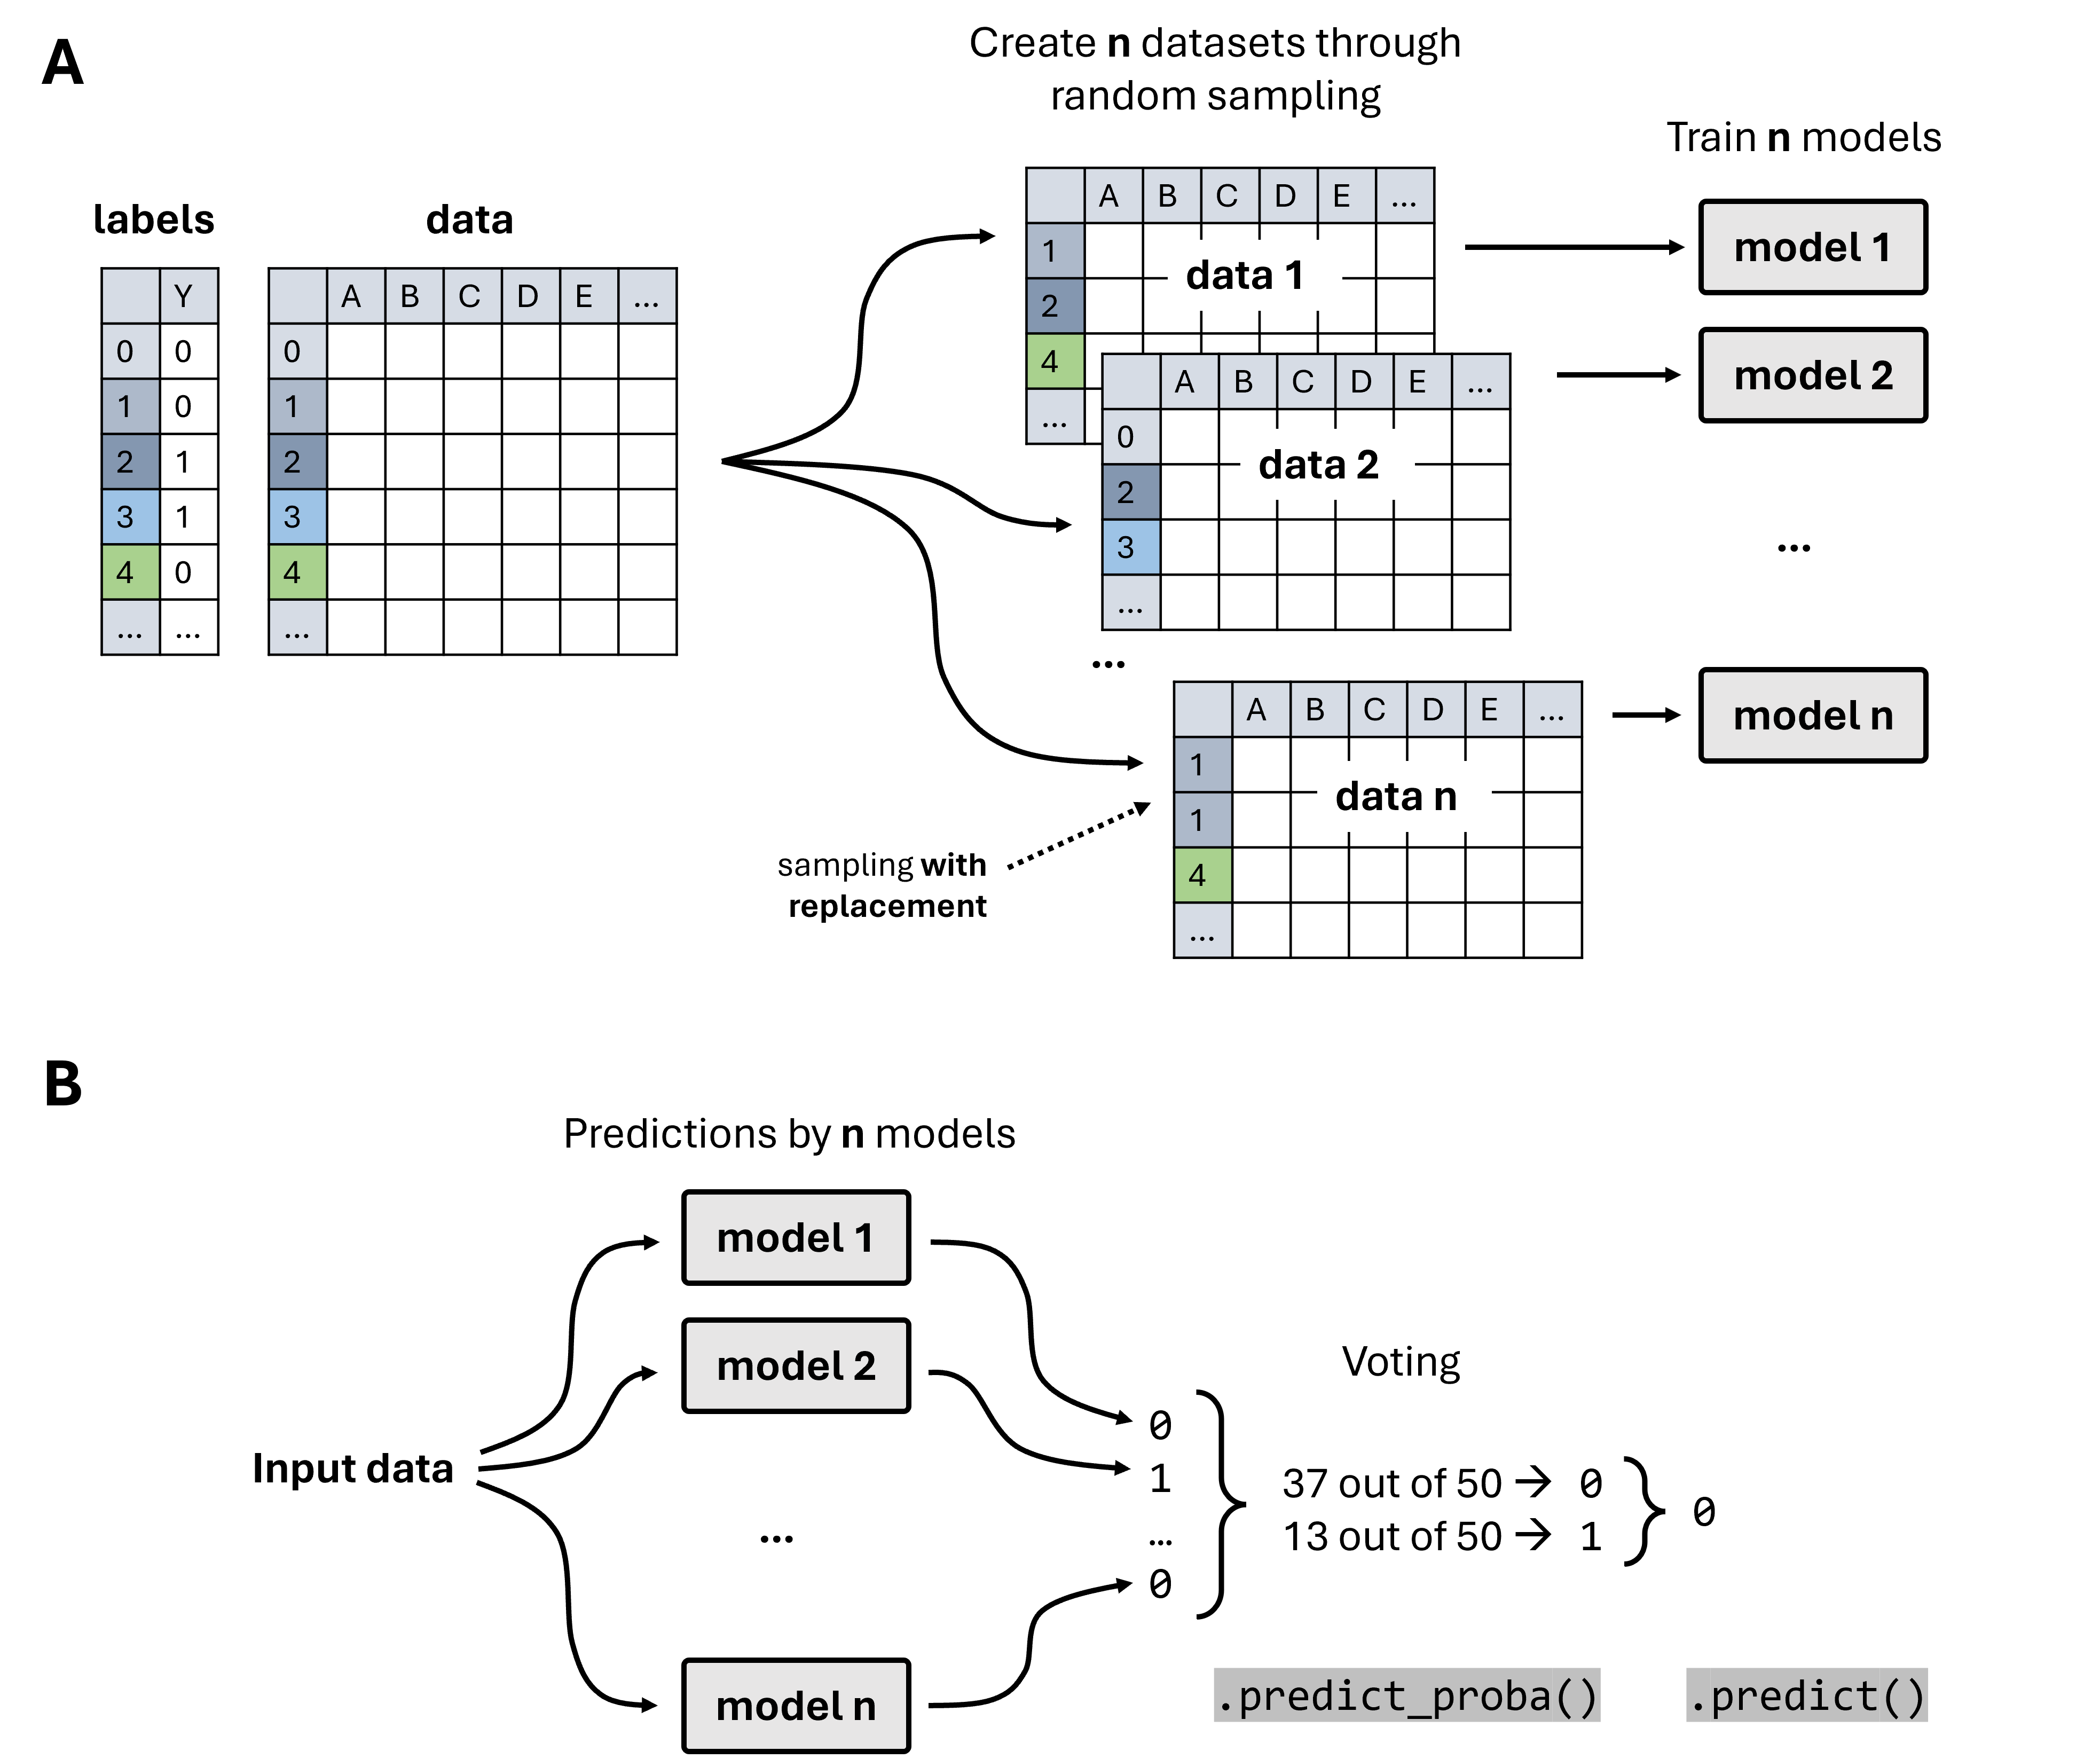 A
Create n datasets through
random sampling
Train n models
labels
data
Y
0 0
1 0
2 1
3 1
4 0
... ...
A B C D E ...
0
1
2
3
4
...
A B C D E ...
1
2
4
...
data 1
A B C D E ...
0
2
3
...
data 2
...
A B C D E ...
1
1
4
...
data n
sampling with
replacement
model 1
model 2
...
model n
B
Predictions by n models
Input data
model 1
model 2
...
model n
0
1
...
0
Voting
37 out of 50 → 0
13 out of 50 → 1
0
.predict_proba()
.predict()